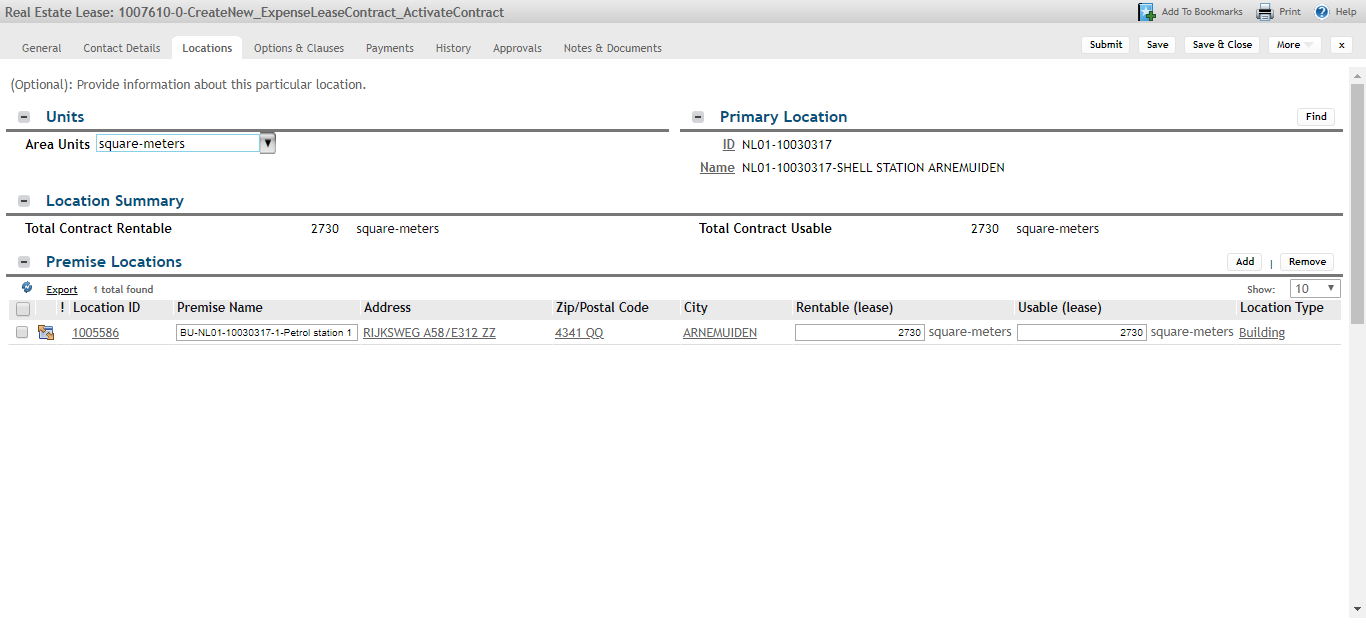 Real Estate Lease: 1007610-0-CreateNew_ExpenseLeaseContract_ActivateContract Add To Bookmarks Print ? Help
General Contact Details Locations Options & Clauses Payments History Approvals Notes & Documents Submit Save Save & Close More x
(Optional): Provide information about this particular location.
Units Primary Location Find
Area Units square-meters ID NL01-10030317
Name NL01-10030317-SHELL STATION ARNEMUIDEN
Location Summary
Total Contract Rentable 2730 square-meters Total Contract Usable 2730 square-meters
Premise Locations Add | Remove
Export 1 total found Show: 10
! Location ID Premise Name Address Zip/Postal Code City Rentable (lease) Usable (lease) Location Type
1005586 BU-NL01-10030317-1-Petrol station 1 RIJKSWEG A58/E312 ZZ 4341 QQ ARNEMUIDEN 2730 square-meters 2730 square-meters Building